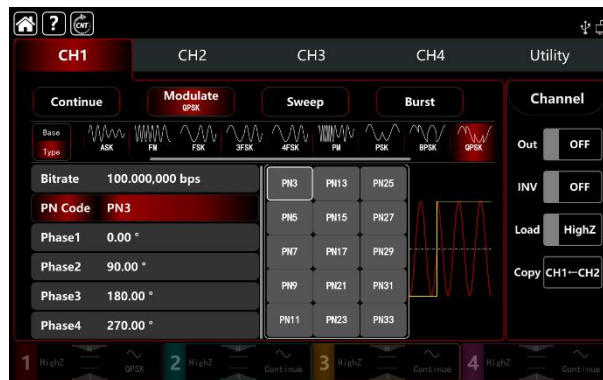 ? CNT
CH1 CH2 CH3 CH4 Utility
Continue Modulate QPSK Sweep Burst Channel
Base Type ASK FM FSK 3FSK 4FSK PM PSK BPSK QPSK
Out OFF
Bitrate 100.000,000 bps
PN Code PN3
Phase1 0.00 °
Phase2 90.00 °
Phase3 180.00 °
Phase4 270.00 °
PN3 PN13 PN25
PN5 PN15 PN27
PN7 PN17 PN29
PN9 PN21 PN31
PN11 PN23 PN33
INV OFF
Load HighZ
Copy CH1←CH2
1 HighZ QPSK 2 HighZ Continue 3 HighZ Continue 4 HighZ Continue